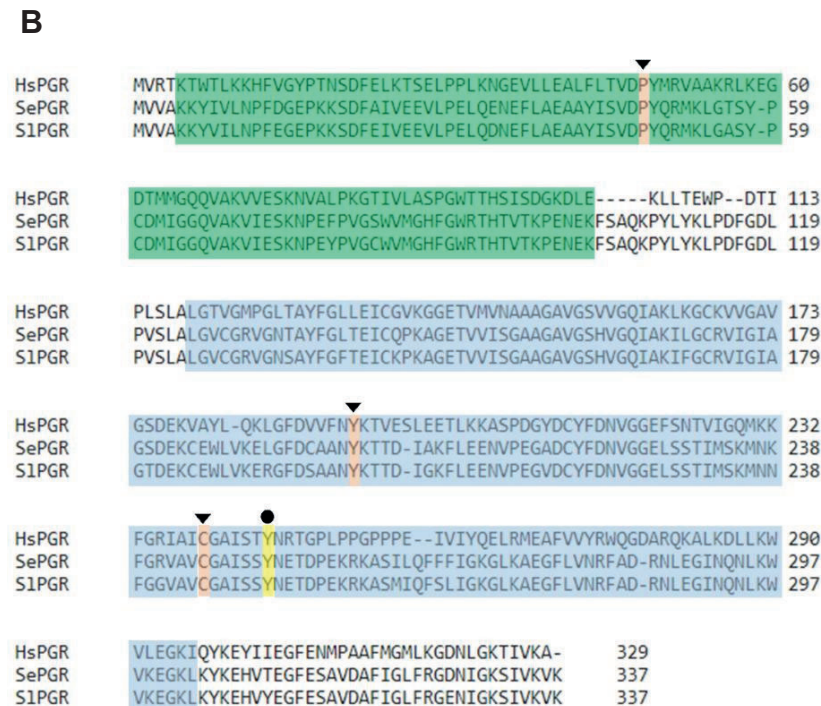 B
HsPGR MVRTKTWTLKKHFVGYPTNSDFELKTSELPPLKNGEVLLEALFLTVDPYMRVAAKRLKEG 60
SePGR MVVAKKYIVLNPFDGEPKKSDFAIVEEVLPELQENEFLAEAAYISVDPYQRMKLGTSY-P 59
SlPGR MVVAKKYVILNPFEGEPKKSDFEIVEEVLPELQDNEFLAEAAYISVDPYQRMKLGASY-P 59
HsPGR DTMMGQQVAKVVESKNVALPKGTIVLASPGWTTHSISDGKDLE-----KLLTEWP--DTI 113
SePGR CDMIGGQVAKVIESKNPEFPVGSWVMGHFGWRTHTVTKPENEKFSAQKPYLYKLPDFGDL 119
SlPGR CDMIGGQVAKVIESKNPEYPVGCWVMGHFGWRTHTVTKPENEKFSAQKPYLYKLPDFGDL 119
HsPGR PLSLALGTVGMPGLTAYFGLLEICGVKGGETVMVNAAAGAVGSVVGQIAKLKGCKVVGAV 173
SePGR PVSLALGVCGRVGNTAYFGLTEICQPKAGETVVISGAAGAVGSHVGQIAKILGCRVIGIA 179
SlPGR PVSLALGVCGRVGNSAYFGFTEICKPKAGETVVISGAAGAVGSHVGQIAKIFGCRVIGIA 179
HsPGR GSDEKVAYL-QKLGFDVVFNYKTVESLEETLKKASPDGYDCYFDNVGGEFSNTVIGQMKK 232
SePGR GSDEKCEWLVKELGFDCAANYKTTD-IAKFLEENVPEGADCYFDNVGGELSSTIMSKMNK 238
SlPGR GTDEKCEWLVKERGFDSAANYKTTD-IGKFLEENVPEGVDCYFDNVGGELSSTIMSKMNN 238
HsPGR FGRIAICGAISTYNRTGPLPPGPPPE--IVIYQELRMEAFVVYRWQGDARQKALKDLLKW 290
SePGR FGRVAVCGAISSYNETDPEKRKASILQFFFIGKGLKAEGFLVNRFAD-RNLEGINQNLKW 297
SlPGR FGGVAVCGAISSYNETDPEKRKASMIQFSLIGKGLKAEGFLVNRFAD-RNLEGINQNLKW 297
HsPGR VLEGKIQYKEYIIEGFENMPAAFMGMLKGDNLGKTIVKA- 329
SePGR VKEGKLKYKEHVTEGFESAVDAFIGLFRGDNIGKSIVKVK 337
SlPGR VKEGKLKYKEHVYEGFESAVDAFIGLFRGENIGKSIVKVK 337